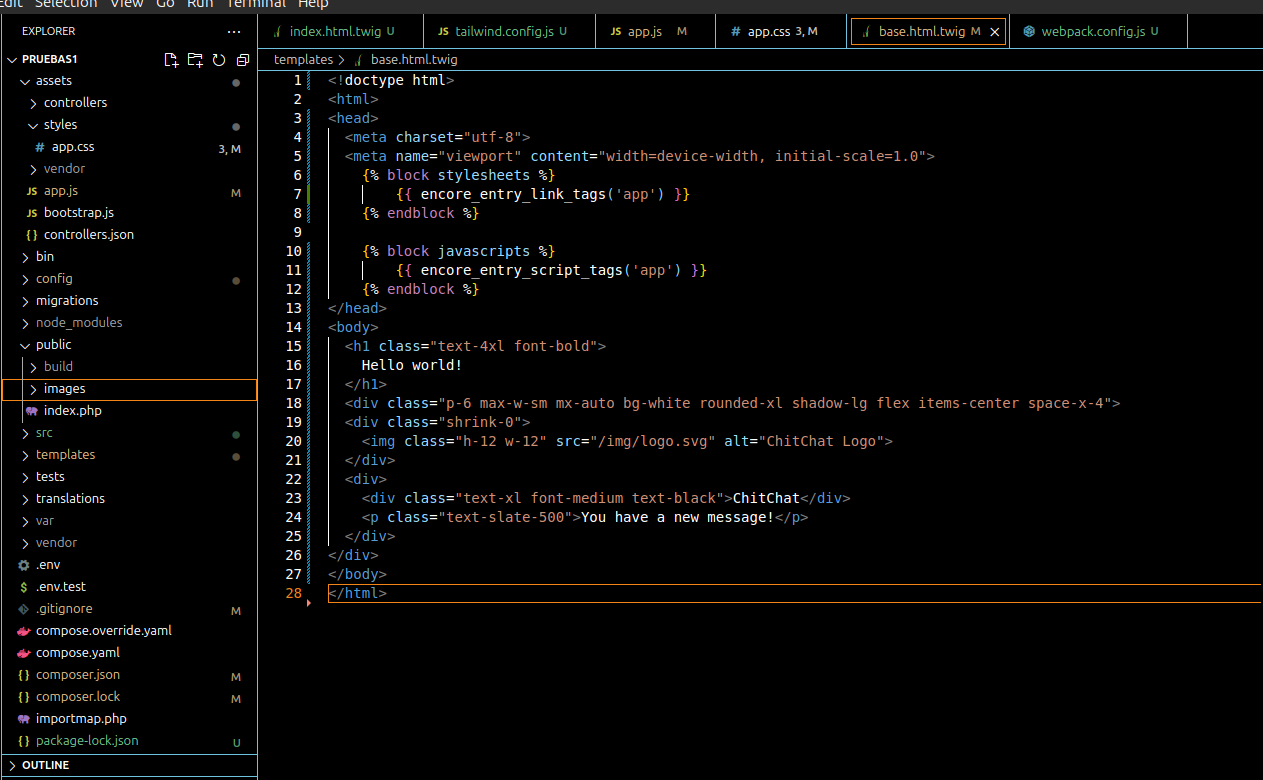 Edit Selection View Go Run Terminal Help
EXPLORER ...
PRUEBAS1
assets
controllers
styles
# app.css 3, M
vendor
JS app.js M
JS bootstrap.js
{} controllers.json
bin
config
migrations
node_modules
public
build
images
index.php
src
templates
tests
translations
var
vendor
.env
$ .env.test
.gitignore M
compose.override.yaml
compose.yaml
{} composer.json M
{} composer.lock M
importmap.php
{} package-lock.json U
OUTLINE
index.html.twig U JS tailwind.config.js U JS app.js M # app.css 3, M base.html.twig M × webpack.config.js U
templates > base.html.twig
1 <!doctype html>
2 <html>
3 <head>
4 <meta charset="utf-8">
5 <meta name="viewport" content="width=device-width, initial-scale=1.0">
6 {% block stylesheets %}
7 {{ encore_entry_link_tags('app') }}
8 {% endblock %}
9
10 {% block javascripts %}
11 {{ encore_entry_script_tags('app') }}
12 {% endblock %}
13 </head>
14 <body>
15 <h1 class="text-4xl font-bold">
16 Hello world!
17 </h1>
18 <div class="p-6 max-w-sm mx-auto bg-white rounded-xl shadow-lg flex items-center space-x-4">
19 <div class="shrink-0">
20 <img class="h-12 w-12" src="/img/logo.svg" alt="ChitChat Logo">
21 </div>
22 <div>
23 <div class="text-xl font-medium text-black">ChitChat</div>
24 <p class="text-slate-500">You have a new message!</p>
25 </div>
26 </div>
27 </body>
28 </html>